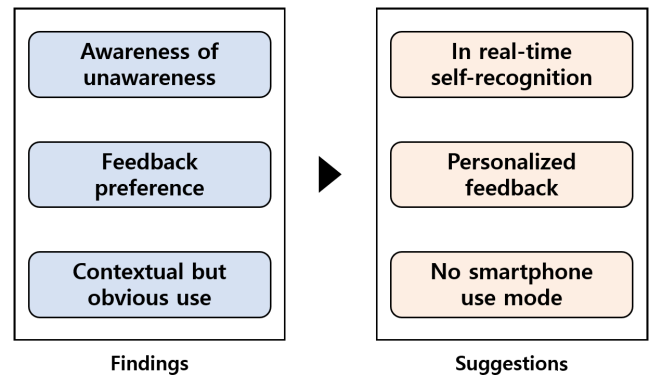 Awareness of
unawareness
Feedback
preference
Contextual but
obvious use
Findings
In real-time
self-recognition
Personalized
feedback
No smartphone
use mode
Suggestions